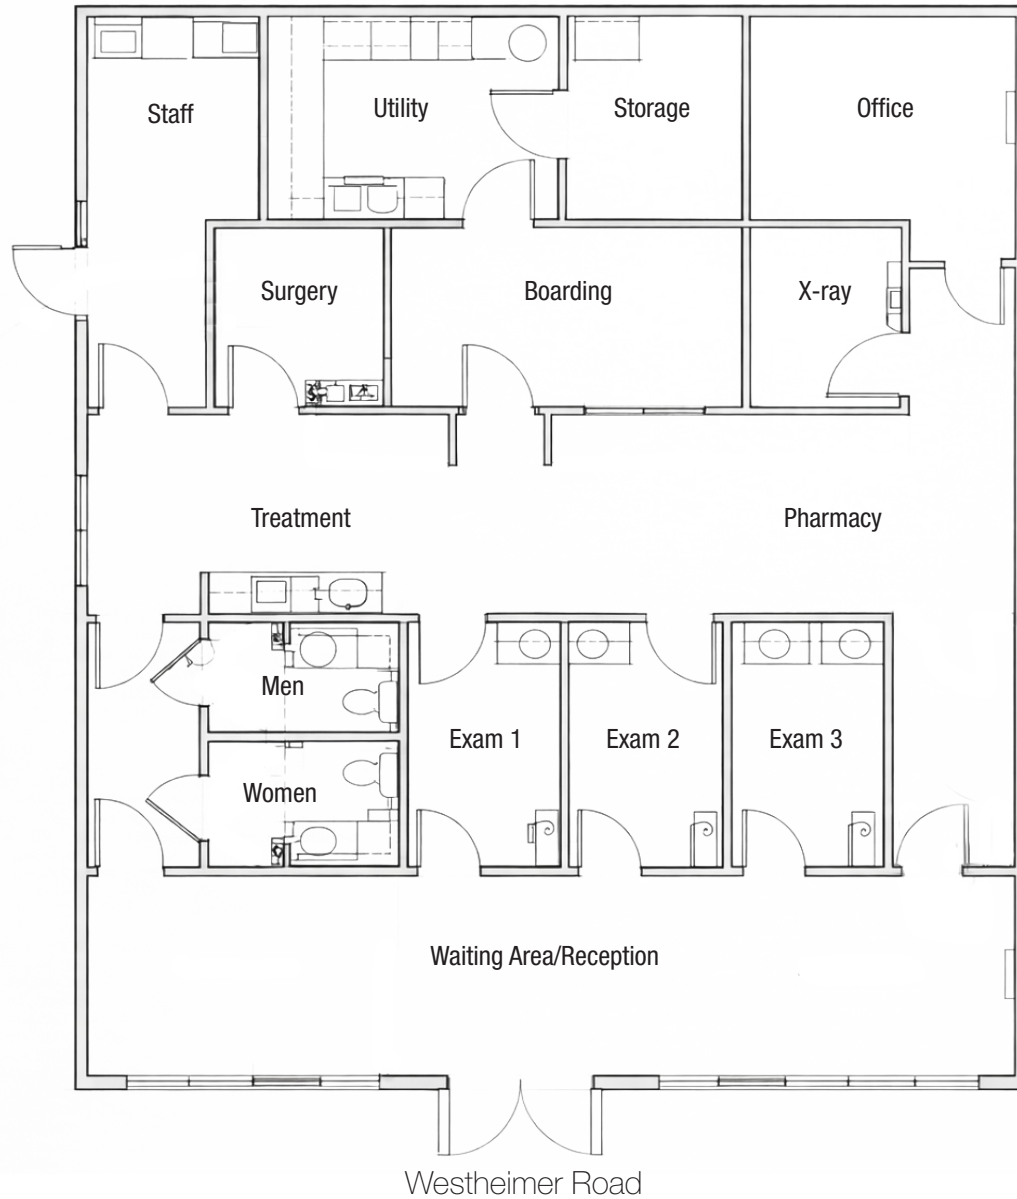 Staff
Utility
Storage
Office
Surgery
Boarding
X-ray
Treatment
Pharmacy
Men
Women
Exam 1
Exam 2
Exam 3
Waiting Area/Reception
Westheimer Road